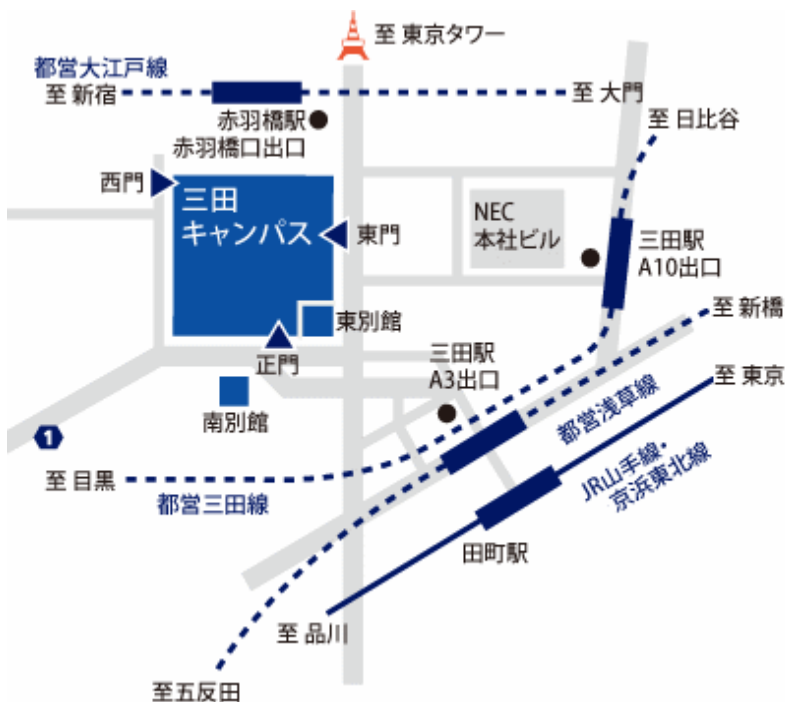 至 東京タワー
都営大江戸線
至 新宿
至 大門
赤羽橋駅
赤羽橋口出口
至 日比谷
西門
三田
キャンパス
東門
NEC
本社ビル
三田駅
A10出口
至 新橋
東別館
正門
三田駅
A3出口
至 東京
南別館
都営浅草線
1
至 目黒
都営三田線
JR山手線・
京浜東北線
田町駅
至 品川
至五反田